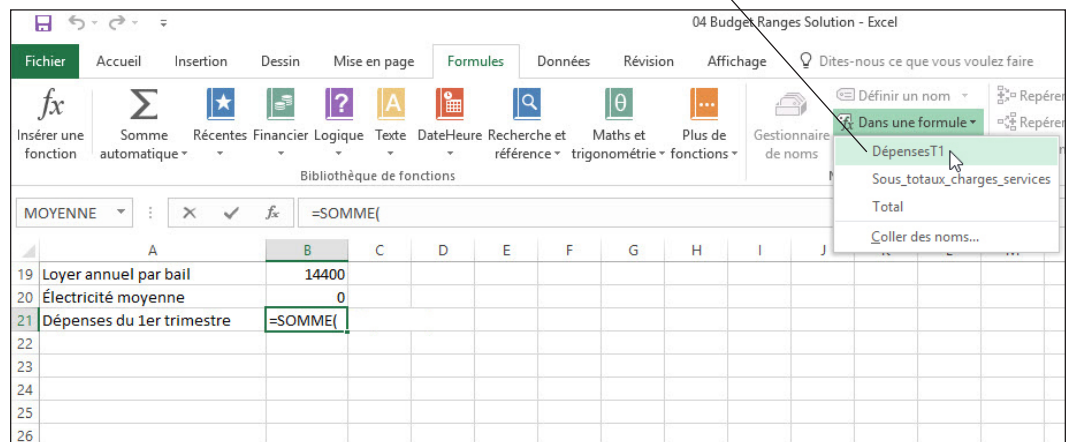 04 Budget Ranges Solution - Excel
Fichier Accueil Insertion Dessin Mise en page Formules Données Révision Affichage Dites-nous ce que vous voulez faire
fx Σ ? A θ ...
Insérer une fonction
Somme automatique
Récentes
Financier
Logique
Texte
DateHeure
Recherche et référence
Maths et trigonométrie
Plus de fonctions
Bibliothèque de fonctions
Gestionnaire de noms
Définir un nom
Dans une formule
DépensesT1
Sous_totaux_charges_services
Total
Coller des noms...
MOYENNE fx =SOMME(
A B C D E F G H I J
19 Loyer annuel par bail 14400
20 Électricité moyenne 0
21 Dépenses du 1er trimestre =SOMME(
22
23
24
25
26